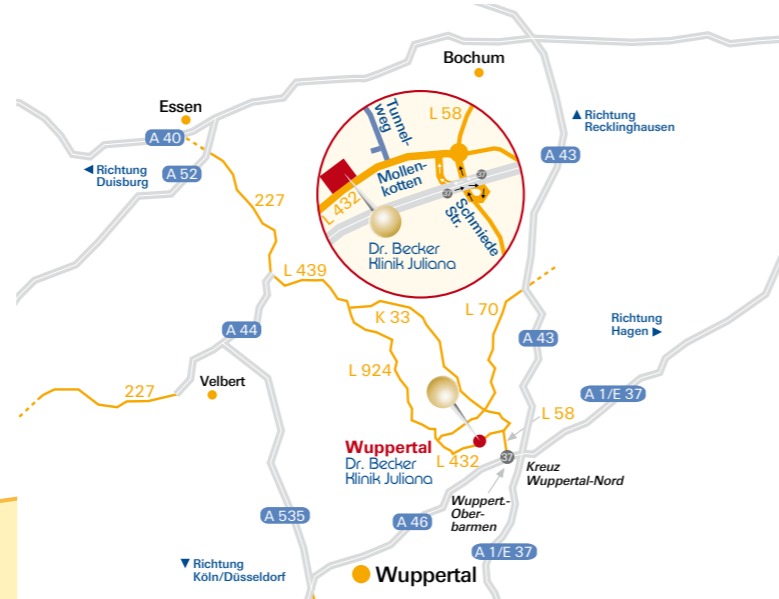 Bochum
Essen
A 40
Richtung
Duisburg
A 52
Richtung
Recklinghausen
A 43
Tunnel-
weg
L 58
Mollen-
kotten
L 432
37
37
Schmiede
Str.
Dr. Becker
Klinik Juliana
227
L 439
K 33
L 70
A 44
Richtung
Hagen
A 43
L 924
Velbert
227
A 1/E 37
L 58
Wuppertal
Dr. Becker
Klinik Juliana
L 432
37
Kreuz
Wuppertal-Nord
Wuppert.-
Ober-
barmen
A 535
A 46
A 1/E 37
Richtung
Köln/Düsseldorf
Wuppertal